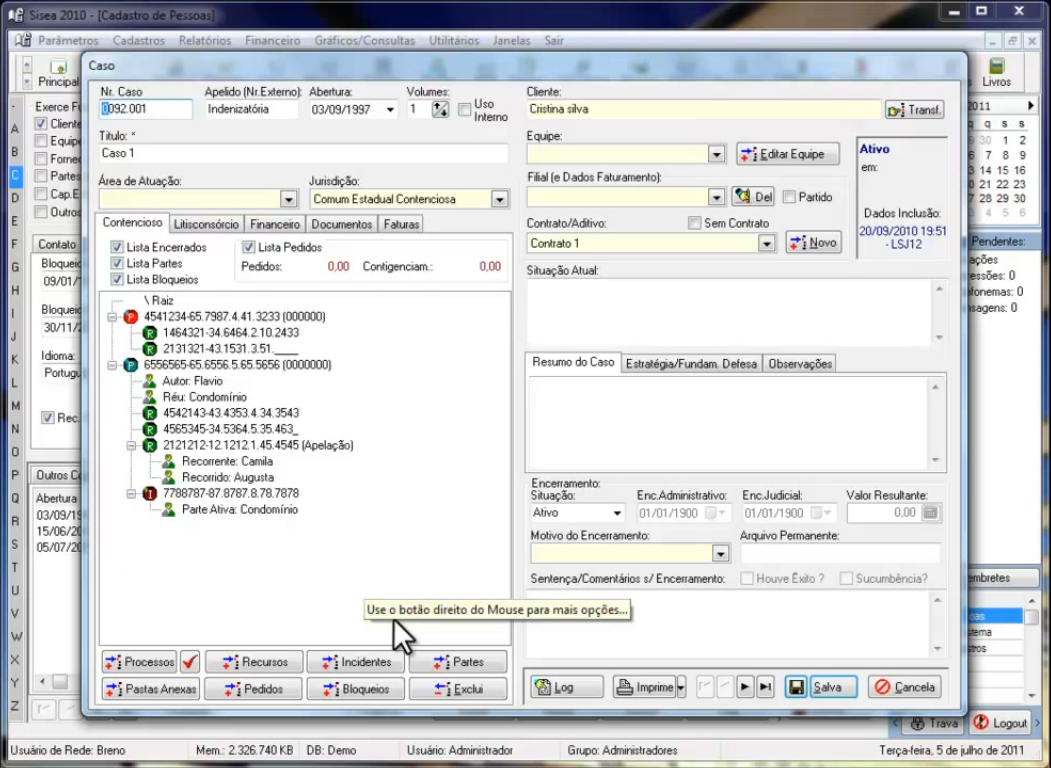 Sisea 2010 - [Cadastro de Pessoas]
Parâmetros Cadastros Relatórios Financeiro Gráficos/Consultas Utilitários Janelas Sair
Principal
Livros
Caso
Nr. Caso Apelido (Nr.Externo): Abertura: Volumes:
0092.001 Indenizatória 03/09/1997 1 Uso Interno
Título: *
Caso 1
Área de Atuação: Jurisdição:
Comum Estadual Contenciosa
Contencioso Litisconsórcio Financeiro Documentos Faturas
Lista Encerrados Lista Pedidos
Lista Partes Pedidos: 0,00 Contigenciam.: 0,00
Lista Bloqueios
\ Raiz
4541234-65.7987.4.41.3233 (000000)
1464321-34.6464.2.10.2433
2131321-43.1531.3.51.____
6556565-65.6556.5.65.5656 (0000000)
Autor: Flavio
Réu: Condomínio
4542143-43.4353.4.34.3543
4565345-34.5364.5.35.463_
2121212-12.1212.1.45.4545 (Apelação)
Recorrente: Camila
Recorrido: Augusta
7788787-87.8787.8.78.7878
Parte Ativa: Condomínio
Use o botão direito do Mouse para mais opções...
Processos Recursos Incidentes Partes
Pastas Anexas Pedidos Bloqueios Exclui
Cliente:
Cristina silva Transf.
Equipe:
Editar Equipe
Filial (e Dados Faturamento):
Del Partido
Contrato/Aditivo: Sem Contrato
Contrato 1 Novo
Ativo
em:
Dados Inclusão:
20/09/2010 19:51
- LSJ12
Situação Atual:
Resumo do Caso Estratégia/Fundam. Defesa Observações
Encerramento:
Situação: Enc.Administrativo: Enc.Judicial: Valor Resultante:
Ativo 01/01/1900 01/01/1900 0,00
Motivo do Encerramento: Arquivo Permanente:
Sentença/Comentários s/ Encerramento: Houve Êxito ? Sucumbência?
Log Imprime Salva Cancela
Exerce Fu
Cliente
Equipe
Forne
Partes
Cap.E
Outros
Contato
Bloquei
09/01/
Bloquei
30/11/
Idioma:
Portugu
Rec.
Outros Co
Abertura
03/09/19
15/06/20
05/07/20
A
B
C
D
E
F
G
H
I
J
K
L
M
N
O
P
Q
R
S
T
U
V
W
X
Y
Z
2011
q q s s
30 1 2
6 7 8 9
3 14 15 16
0 21 22 23
7 28 29 30
4 5 6
Pendentes:
ações
essões: 0
efonemas: 0
nsagens: 0
embretes
oas
stema
stros
Trava Logout
Usuário de Rede: Breno Mem.: 2.326.740 KB DB: Demo Usuário: Administrador Grupo: Administradores Terça-feira, 5 de julho de 2011